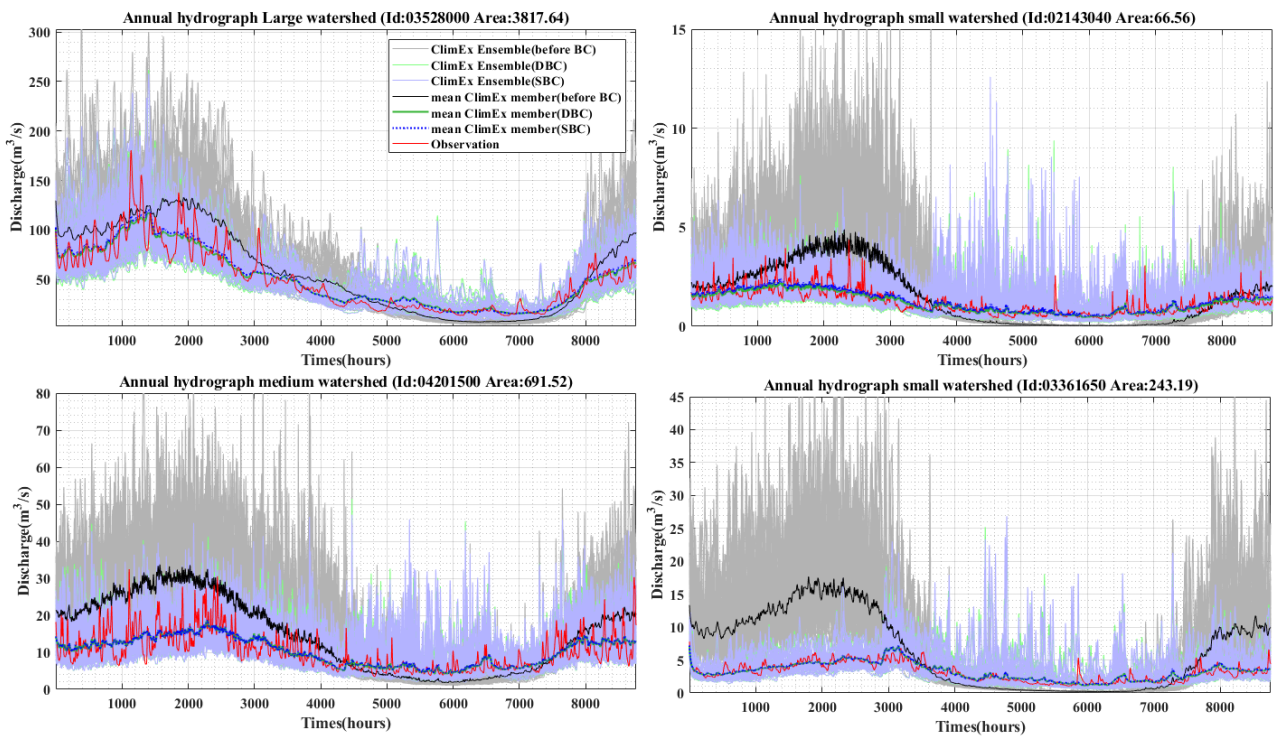 Annual hydrograph Large watershed (Id:03528000 Area:3817.64)
300
250
200
150
100
50
Discharge(m³/s)
ClimEx Ensemble(before BC)
ClimEx Ensemble(DBC)
ClimEx Ensemble(SBC)
mean ClimEx member(before BC)
mean ClimEx member(DBC)
mean ClimEx member(SBC)
Observation
1000 2000 3000 4000 5000 6000 7000 8000
Times(hours)
Annual hydrograph small watershed (Id:02143040 Area:66.56)
15
10
5
0
Discharge(m³/s)
1000 2000 3000 4000 5000 6000 7000 8000
Times(hours)
Annual hydrograph medium watershed (Id:04201500 Area:691.52)
80
70
60
50
40
30
20
10
0
Discharge(m³/s)
1000 2000 3000 4000 5000 6000 7000 8000
Times(hours)
Annual hydrograph small watershed (Id:03361650 Area:243.19)
45
40
35
30
25
20
15
10
5
0
Discharge(m³/s)
1000 2000 3000 4000 5000 6000 7000 8000
Times(hours)